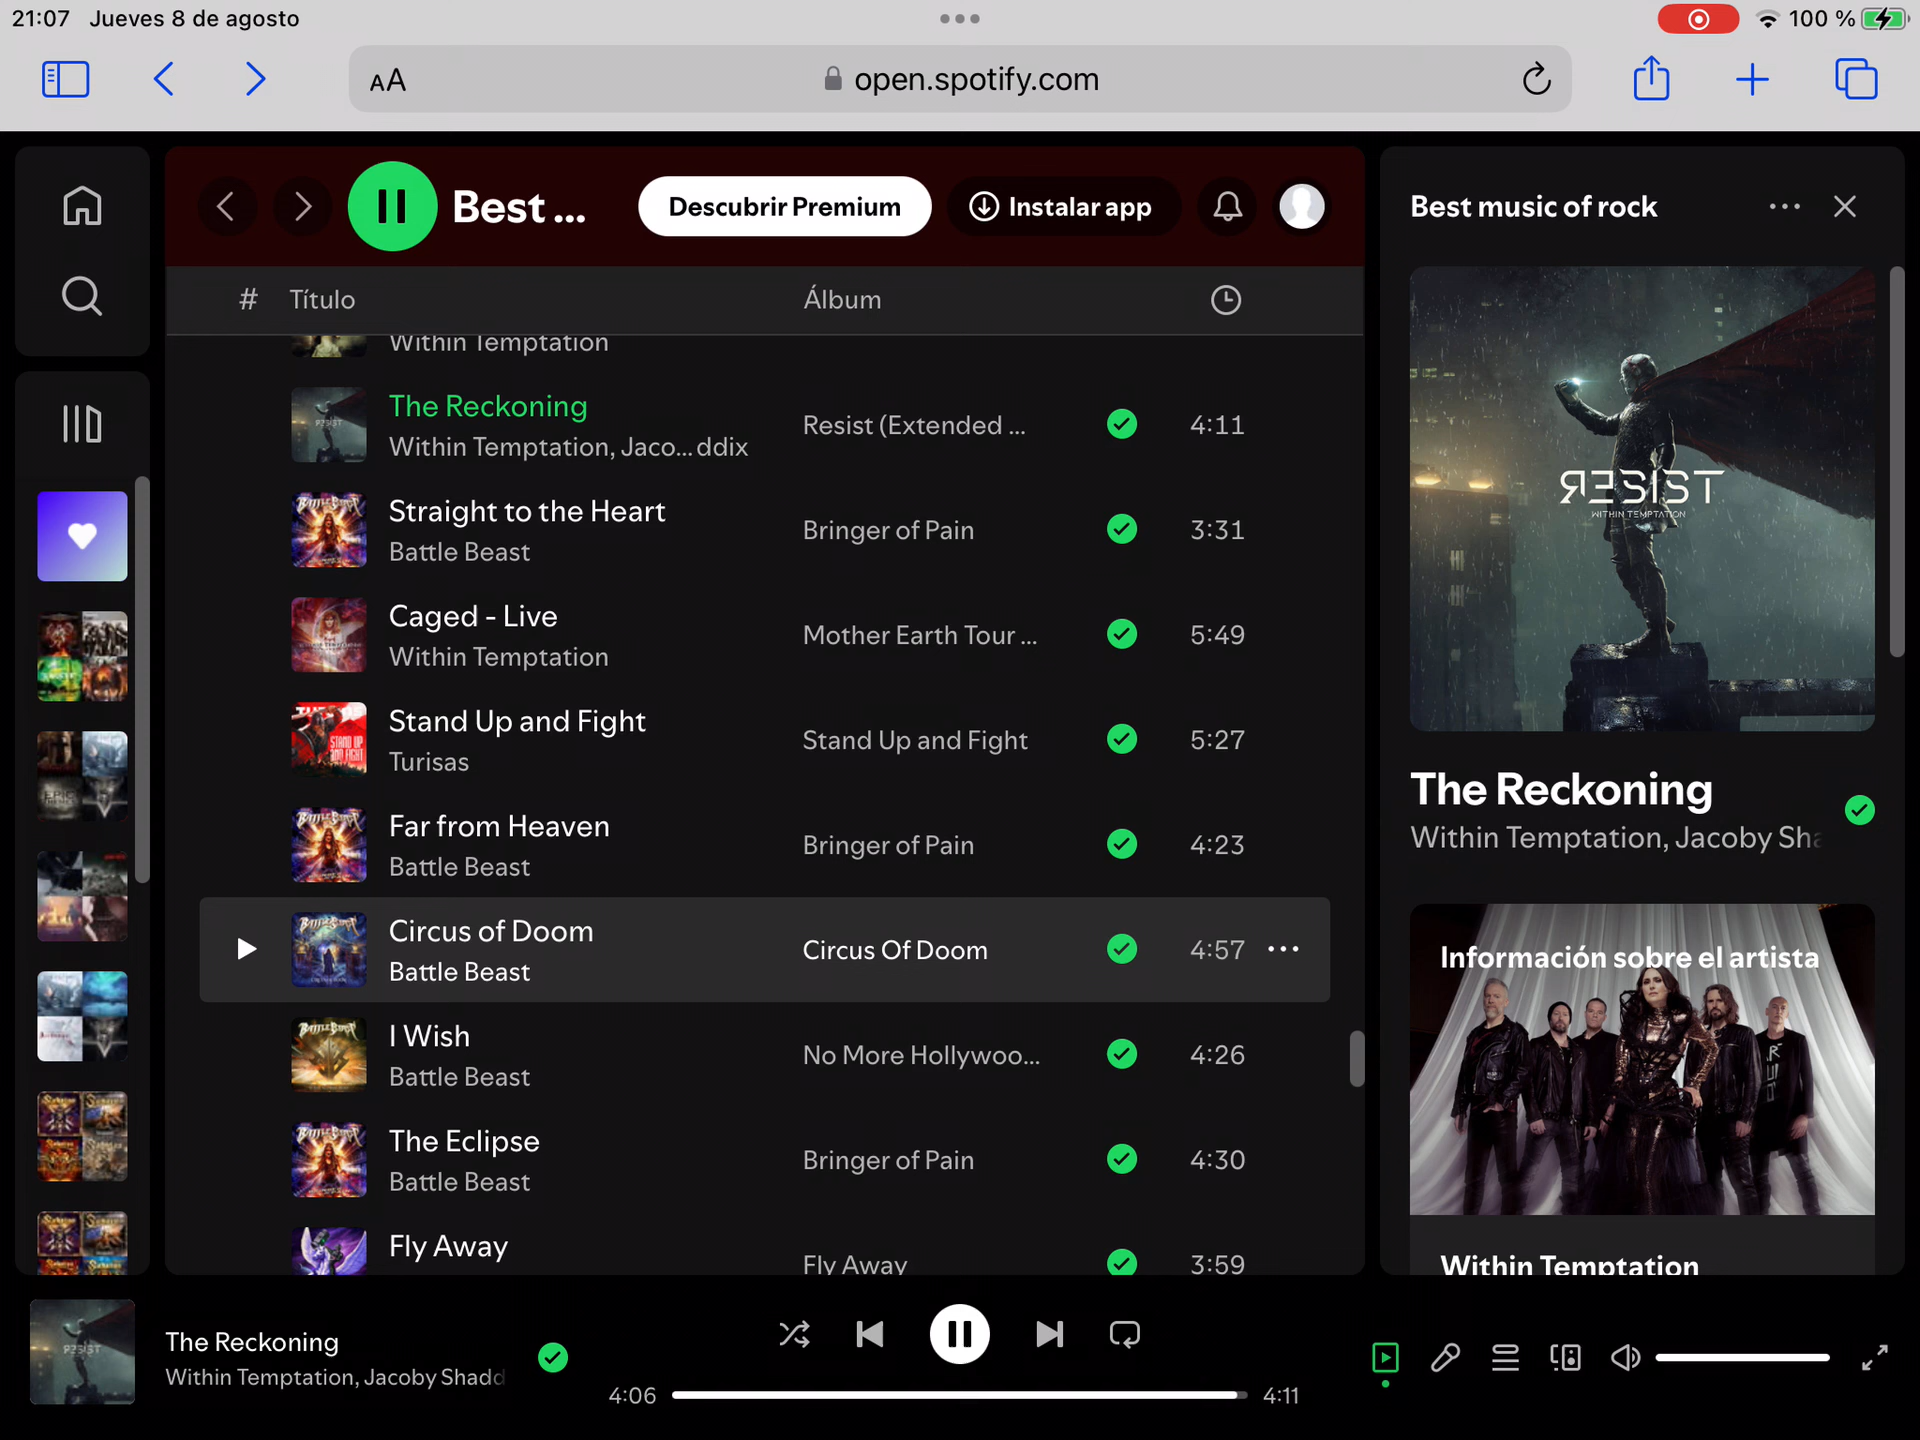 21:07 Jueves 8 de agosto
100 %
AA
open.spotify.com
Best ...
Descubrir Premium
Instalar app
# Título
Álbum
Within Temptation
The Reckoning
Within Temptation, Jaco... ddix
Resist (Extended ...
4:11
Straight to the Heart
Battle Beast
Bringer of Pain
3:31
Caged - Live
Within Temptation
Mother Earth Tour ...
5:49
Stand Up and Fight
Turisas
Stand Up and Fight
5:27
Far from Heaven
Battle Beast
Bringer of Pain
4:23
Circus of Doom
Battle Beast
Circus Of Doom
4:57
I Wish
Battle Beast
No More Hollywoo...
4:26
The Eclipse
Battle Beast
Bringer of Pain
4:30
Fly Away
Fly Away
3:59
Best music of rock
RESIST
WITHIN TEMPTATION
The Reckoning
Within Temptation, Jacoby Sha
Información sobre el artista
Within Temptation
The Reckoning
Within Temptation, Jacoby Shadd
4:06
4:11